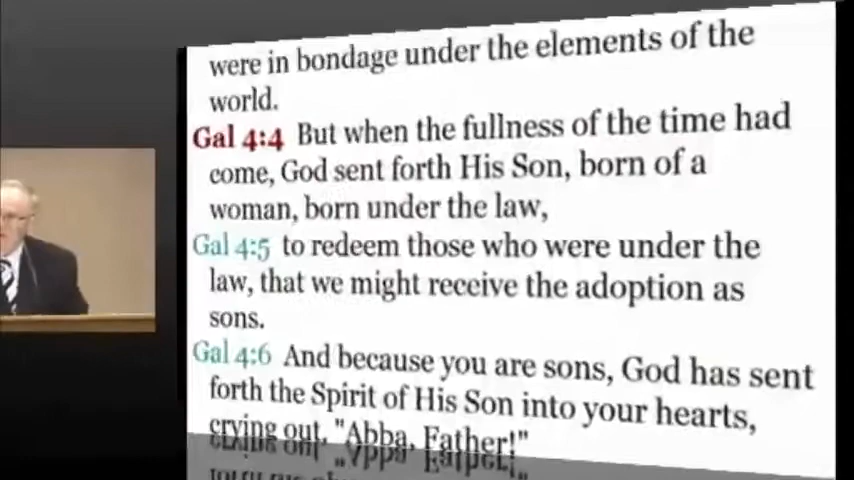 were in bondage under the elements of the
world.
Gal 4:4 But when the fullness of the time had
come, God sent forth His Son, born of a
woman, born under the law,
Gal 4:5 to redeem those who were under the
law, that we might receive the adoption as
sons.
Gal 4:6 And because you are sons, God has sent
forth the Spirit of His Son into your hearts,
crying out, "Abba, Father!"